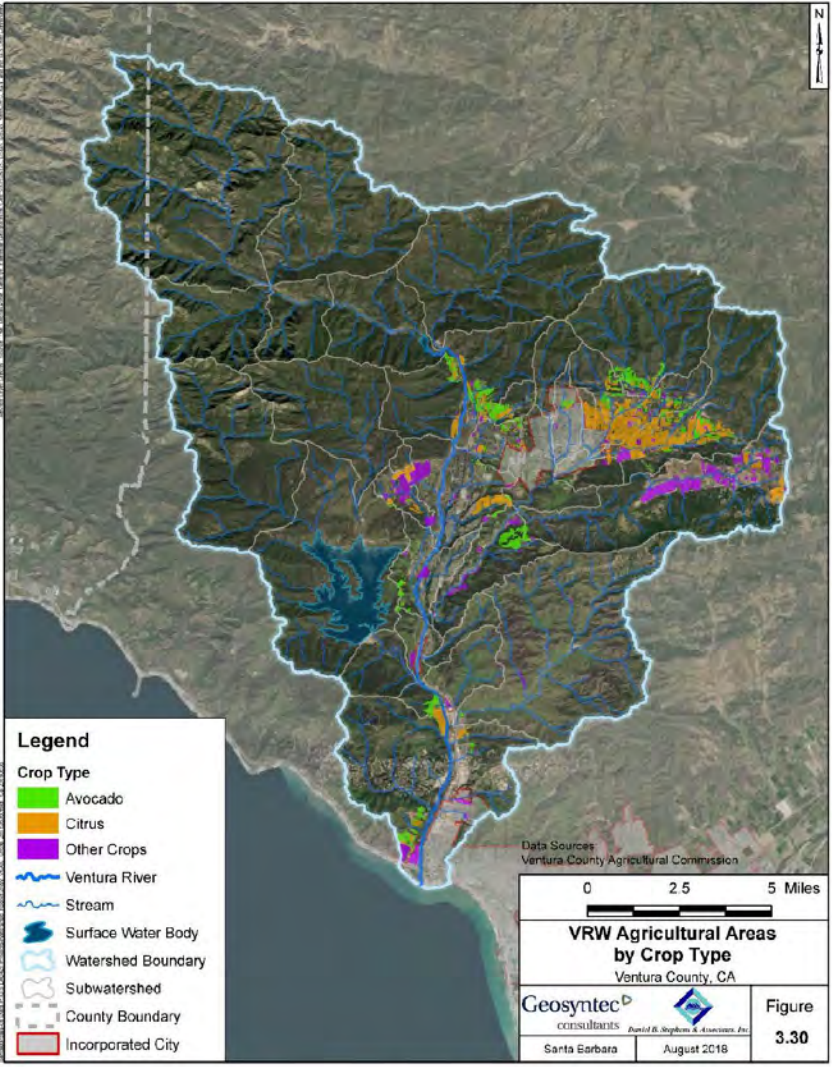 N
Legend
Crop Type
Avocado
Citrus
Other Crops
Ventura River
Stream
Surface Water Body
Watershed Boundary
Subwatershed
County Boundary
Incorporated City
Data Sources:
Ventura County Agricultural Commission
0 2.5 5 Miles
VRW Agricultural Areas
by Crop Type
Ventura County, CA
Geosyntec
consultants
Daniel B. Stephens & Associates, Inc.
Santa Barbara
August 2018
Figure
3.30